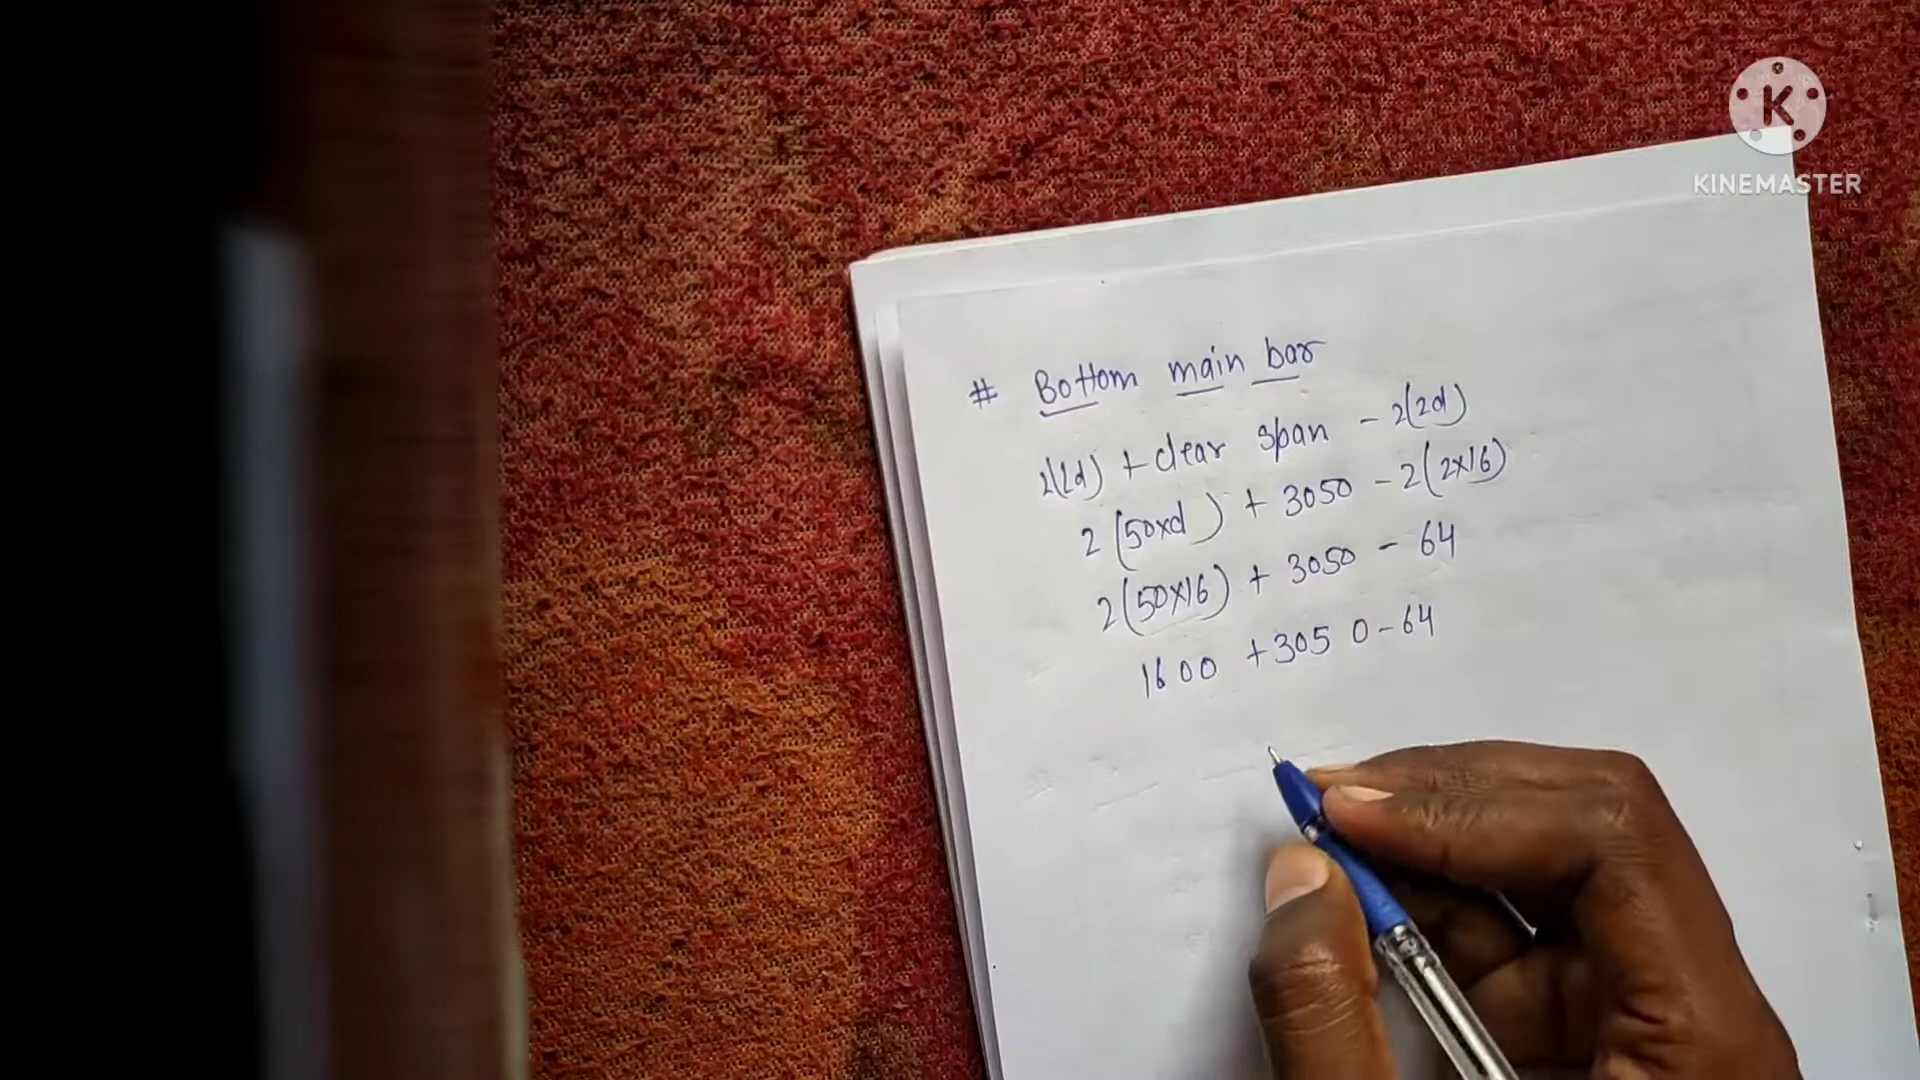 K
KINEMASTER
# Bottom main bar
2(Ld) + clear span - 2(2d)
2(50xd) + 3050 - 2(2x16)
2(50x16) + 3050 - 64
1600 + 3050 - 64